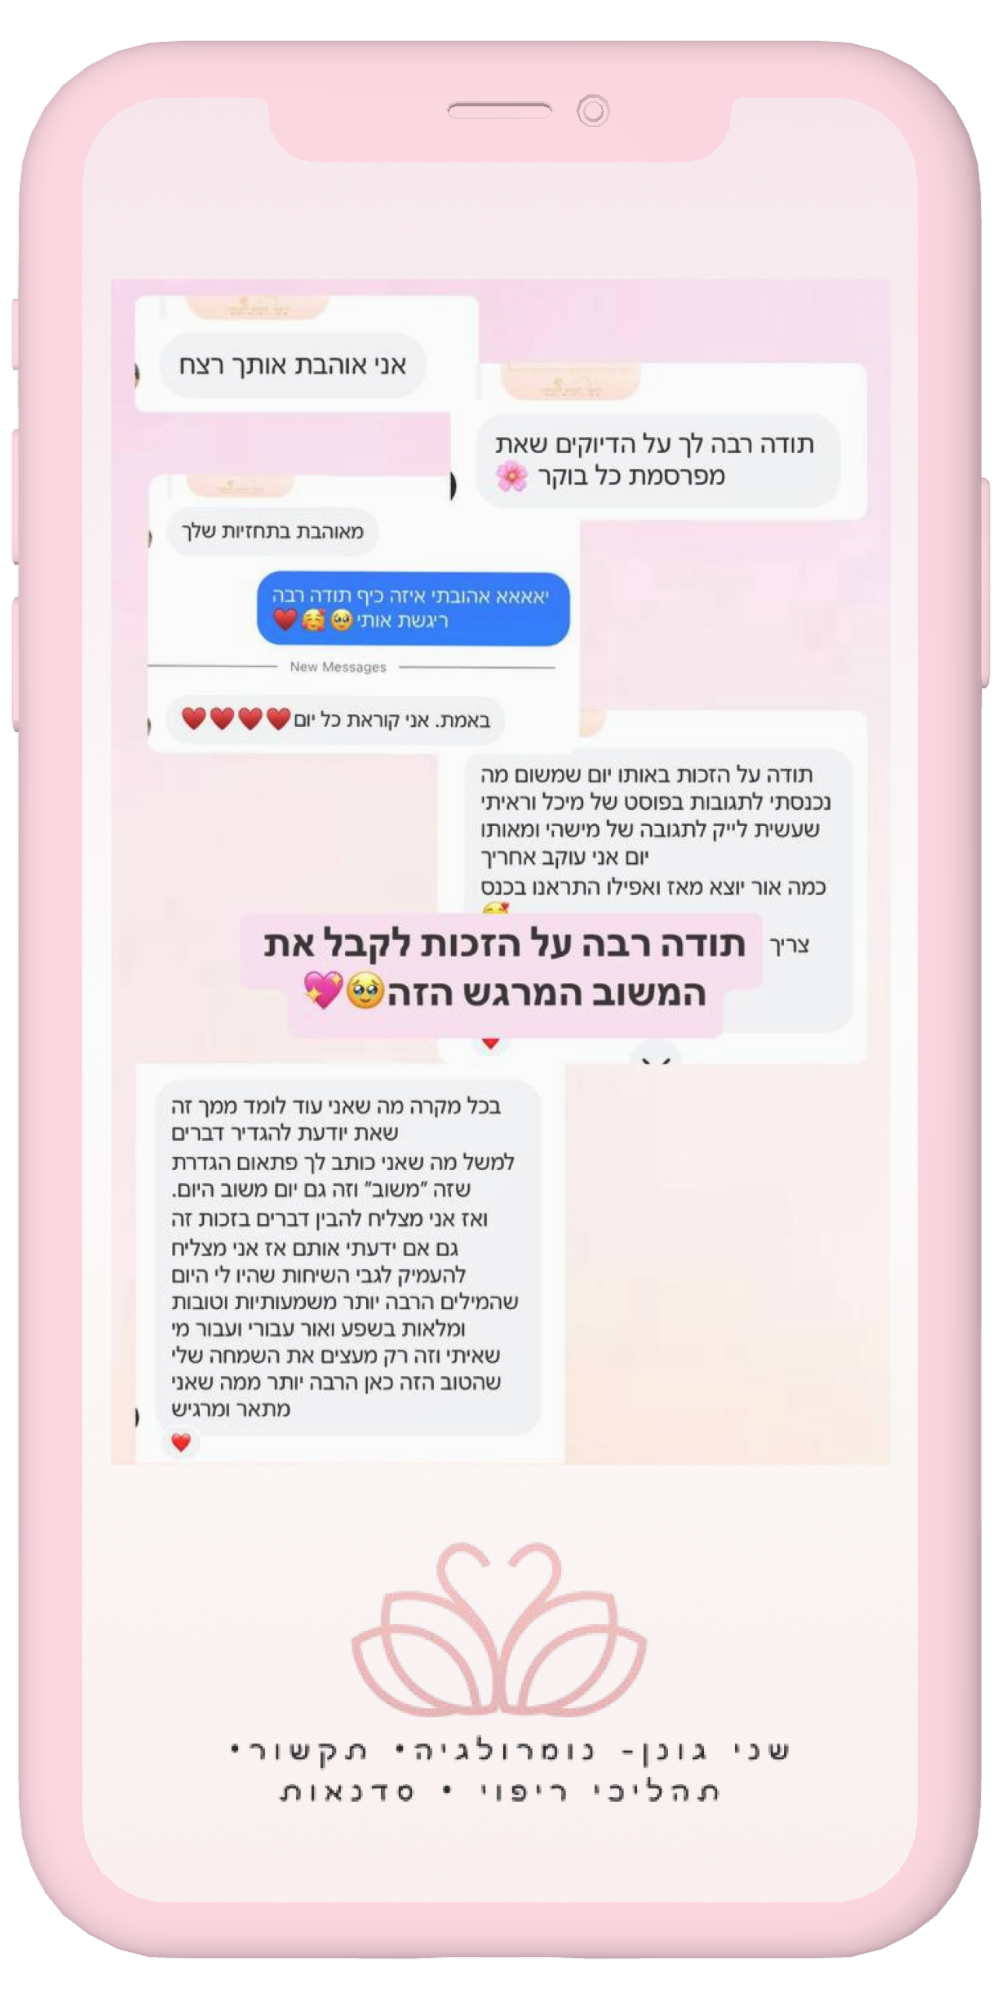 אני אוהבת אותך רצח
תודה רבה לך על הדיוקים שאת
מפרסמת כל בוקר 🌸
מאוהבת בתחזיות שלך
יאאאא אהובתי איזה כיף תודה רבה
ריגשת אותי 🥹🥰❤️
New Messages
באמת. אני קוראת כל יום ❤️❤️❤️❤️
תודה על הזכות באותו יום שמשום מה
נכנסתי לתגובות בפוסט של מיכל וראיתי
שעשית לייק לתגובה של מישהי ומאותו
יום אני עוקב אחריך
כמה אור יוצא מאז ואפילו התראנו בכנס
🥰
צריך
תודה רבה על הזכות לקבל את
המשוב המרגש הזה🥹💖
בכל מקרה מה שאני עוד לומד ממך זה
שאת יודעת להגדיר דברים
למשל מה שאני כותב לך פתאום הגדרת
שזה "משוב" וזה גם יום משוב היום.
ואז אני מצליח להבין דברים בזכות זה
גם אם ידעתי אותם אז אני מצליח
להעמיק לגבי השיחות שהיו לי היום
שהמילים הרבה יותר משמעותיות וטובות
ומלאות בשפע ואור עבורי ועבור מי
שאיתי וזה רק מעצים את השמחה שלי
שהטוב הזה כאן הרבה יותר ממה שאני
מתאר ומרגיש
שני גונן- נומרולגיה• תקשור•
תהליכי ריפוי • סדנאות